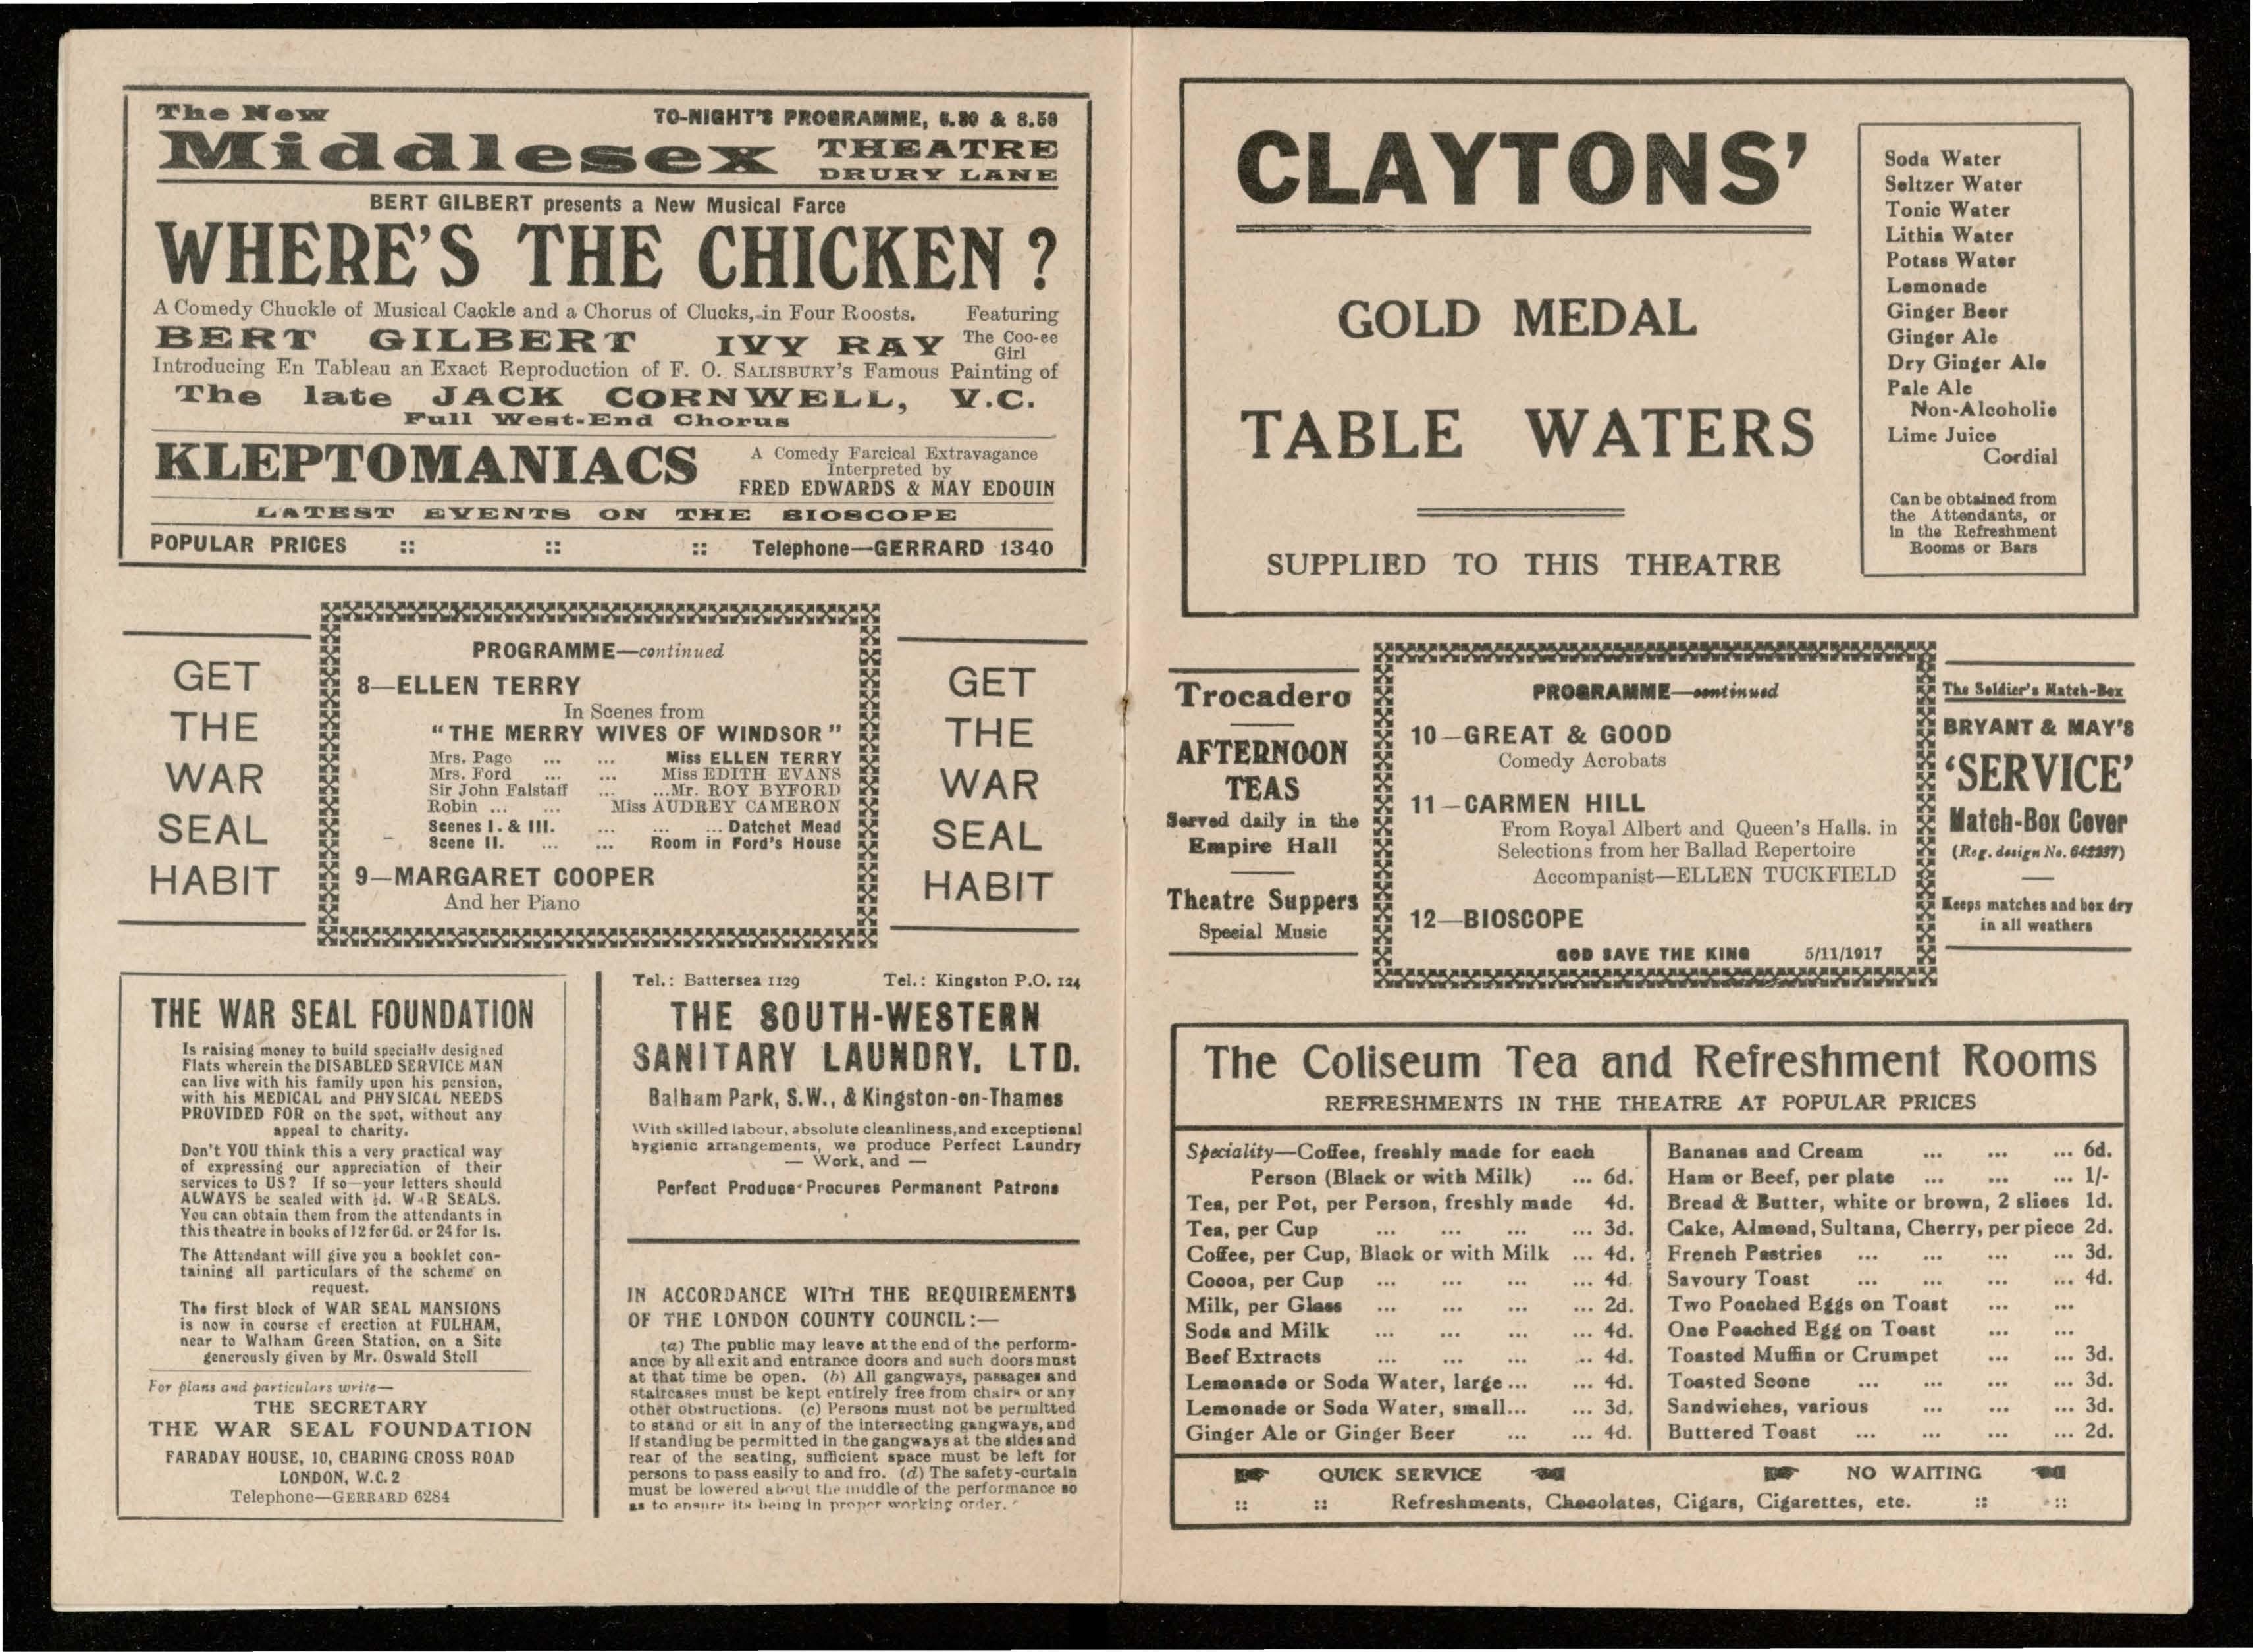 The New
TO-NIGHT'S PROGRAMME, 6.20 & 8.50
Middlesex THEATRE
DRURY LANE
BERT GILBERT presents a New Musical Farce
WHERE'S THE CHICKEN ?
A Comedy Chuckle of Musical Cackle and a Chorus of Clucks, in Four Roosts. Featuring
BERT GILBERT IVY RAY The Coo-ee
Girl
Introducing En Tableau an Exact Reproduction of F. O. SALISBURY'S Famous Painting of
The late JACK CORNWELL, V.C.
Full West-End Chorus
KLEPTOMANIACS
A Comedy Farcical Extravagance
Interpreted by
FRED EDWARDS & MAY EDOUIN
LATEST EVENTS ON THE BIOSCOPE
POPULAR PRICES :: :: :: Telephone—GERRARD 1340
GET
THE
WAR
SEAL
HABIT
PROGRAMME—continued
8—ELLEN TERRY
In Scenes from
"THE MERRY WIVES OF WINDSOR"
Mrs. Page ... ... Miss ELLEN TERRY
Mrs. Ford ... ... Miss EDITH EVANS
Sir John Falstaff ... ...Mr. ROY BYFORD
Robin ... ... Miss AUDREY CAMERON
Scenes I. & III. ... ... ... Datchet Mead
Scene II. ... ... Room in Ford's House
9—MARGARET COOPER
And her Piano
GET
THE
WAR
SEAL
HABIT
THE WAR SEAL FOUNDATION
Is raising money to build specially designed
Flats wherein the DISABLED SERVICE MAN
can live with his family upon his pension,
with his MEDICAL and PHYSICAL NEEDS
PROVIDED FOR on the spot, without any
appeal to charity.
Don't YOU think this a very practical way
of expressing our appreciation of their
services to US? If so—your letters should
ALWAYS be sealed with ½d. WAR SEALS.
You can obtain them from the attendants in
this theatre in books of 12 for 6d. or 24 for 1s.
The Attendant will give you a booklet con-
taining all particulars of the scheme on
request.
The first block of WAR SEAL MANSIONS
is now in course of erection at FULHAM,
near to Walham Green Station, on a Site
generously given by Mr. Oswald Stoll
For plans and particulars write—
THE SECRETARY
THE WAR SEAL FOUNDATION
FARADAY HOUSE, 10, CHARING CROSS ROAD
LONDON, W.C. 2
Telephone—GERRARD 6284
Tel.: Battersea 1129 Tel.: Kingston P.O. 124
THE SOUTH-WESTERN
SANITARY LAUNDRY, LTD.
Balham Park, S.W., & Kingston-on-Thames
With skilled labour, absolute cleanliness, and exceptional
hygienic arrangements, we produce Perfect Laundry
— Work, and —
Perfect Produce Procures Permanent Patrons
IN ACCORDANCE WITH THE REQUIREMENTS
OF THE LONDON COUNTY COUNCIL:—
(a) The public may leave at the end of the perform-
ance by all exit and entrance doors and such doors must
at that time be open. (b) All gangways, passages and
staircases must be kept entirely free from chairs or any
other obstructions. (c) Persons must not be permitted
to stand or sit in any of the intersecting gangways, and
if standing be permitted in the gangways at the sides and
rear of the seating, sufficient space must be left for
persons to pass easily to and fro. (d) The safety-curtain
must be lowered about the middle of the performance so
as to ensure its being in proper working order.
CLAYTONS'
GOLD MEDAL
TABLE WATERS
SUPPLIED TO THIS THEATRE
Soda Water
Seltzer Water
Tonic Water
Lithia Water
Potass Water
Lemonade
Ginger Beer
Ginger Ale
Dry Ginger Ale
Pale Ale
Non-Alcoholic
Lime Juice
Cordial
Can be obtained from
the Attendants, or
in the Refreshment
Rooms or Bars
Trocadero
AFTERNOON
TEAS
Served daily in the
Empire Hall
Theatre Suppers
Special Music
PROGRAMME—continued
10—GREAT & GOOD
Comedy Acrobats
11—CARMEN HILL
From Royal Albert and Queen's Halls. in
Selections from her Ballad Repertoire
Accompanist—ELLEN TUCKFIELD
12—BIOSCOPE
GOD SAVE THE KING 5/11/1917
The Soldier's Match-Box
BRYANT & MAY'S
'SERVICE'
Match-Box Cover
(Reg. design No. 642297)
Keeps matches and box dry
in all weathers
The Coliseum Tea and Refreshment Rooms
REFRESHMENTS IN THE THEATRE AT POPULAR PRICES
Speciality—Coffee, freshly made for each
Person (Black or with Milk) ... 6d.
Tea, per Pot, per Person, freshly made 4d.
Tea, per Cup ... ... ... ... 3d.
Coffee, per Cup, Black or with Milk ... 4d.
Cocoa, per Cup ... ... ... ... 4d.
Milk, per Glass ... ... ... ... 2d.
Soda and Milk ... ... ... ... 4d.
Beef Extracts ... ... ... ... 4d.
Lemonade or Soda Water, large ... ... 4d.
Lemonade or Soda Water, small... ... 3d.
Ginger Ale or Ginger Beer ... ... 4d.
Bananas and Cream ... ... ... 6d.
Ham or Beef, per plate ... ... ... 1/-
Bread & Butter, white or brown, 2 slices 1d.
Cake, Almond, Sultana, Cherry, per piece 2d.
French Pastries ... ... ... ... 3d.
Savoury Toast ... ... ... ... 4d.
Two Poached Eggs on Toast ... ...
One Poached Egg on Toast ... ...
Toasted Muffin or Crumpet ... ... 3d.
Toasted Scone ... ... ... ... 3d.
Sandwiches, various ... ... ... 3d.
Buttered Toast ... ... ... ... 2d.
QUICK SERVICE NO WAITING
:: :: Refreshments, Chocolates, Cigars, Cigarettes, etc. :: ::